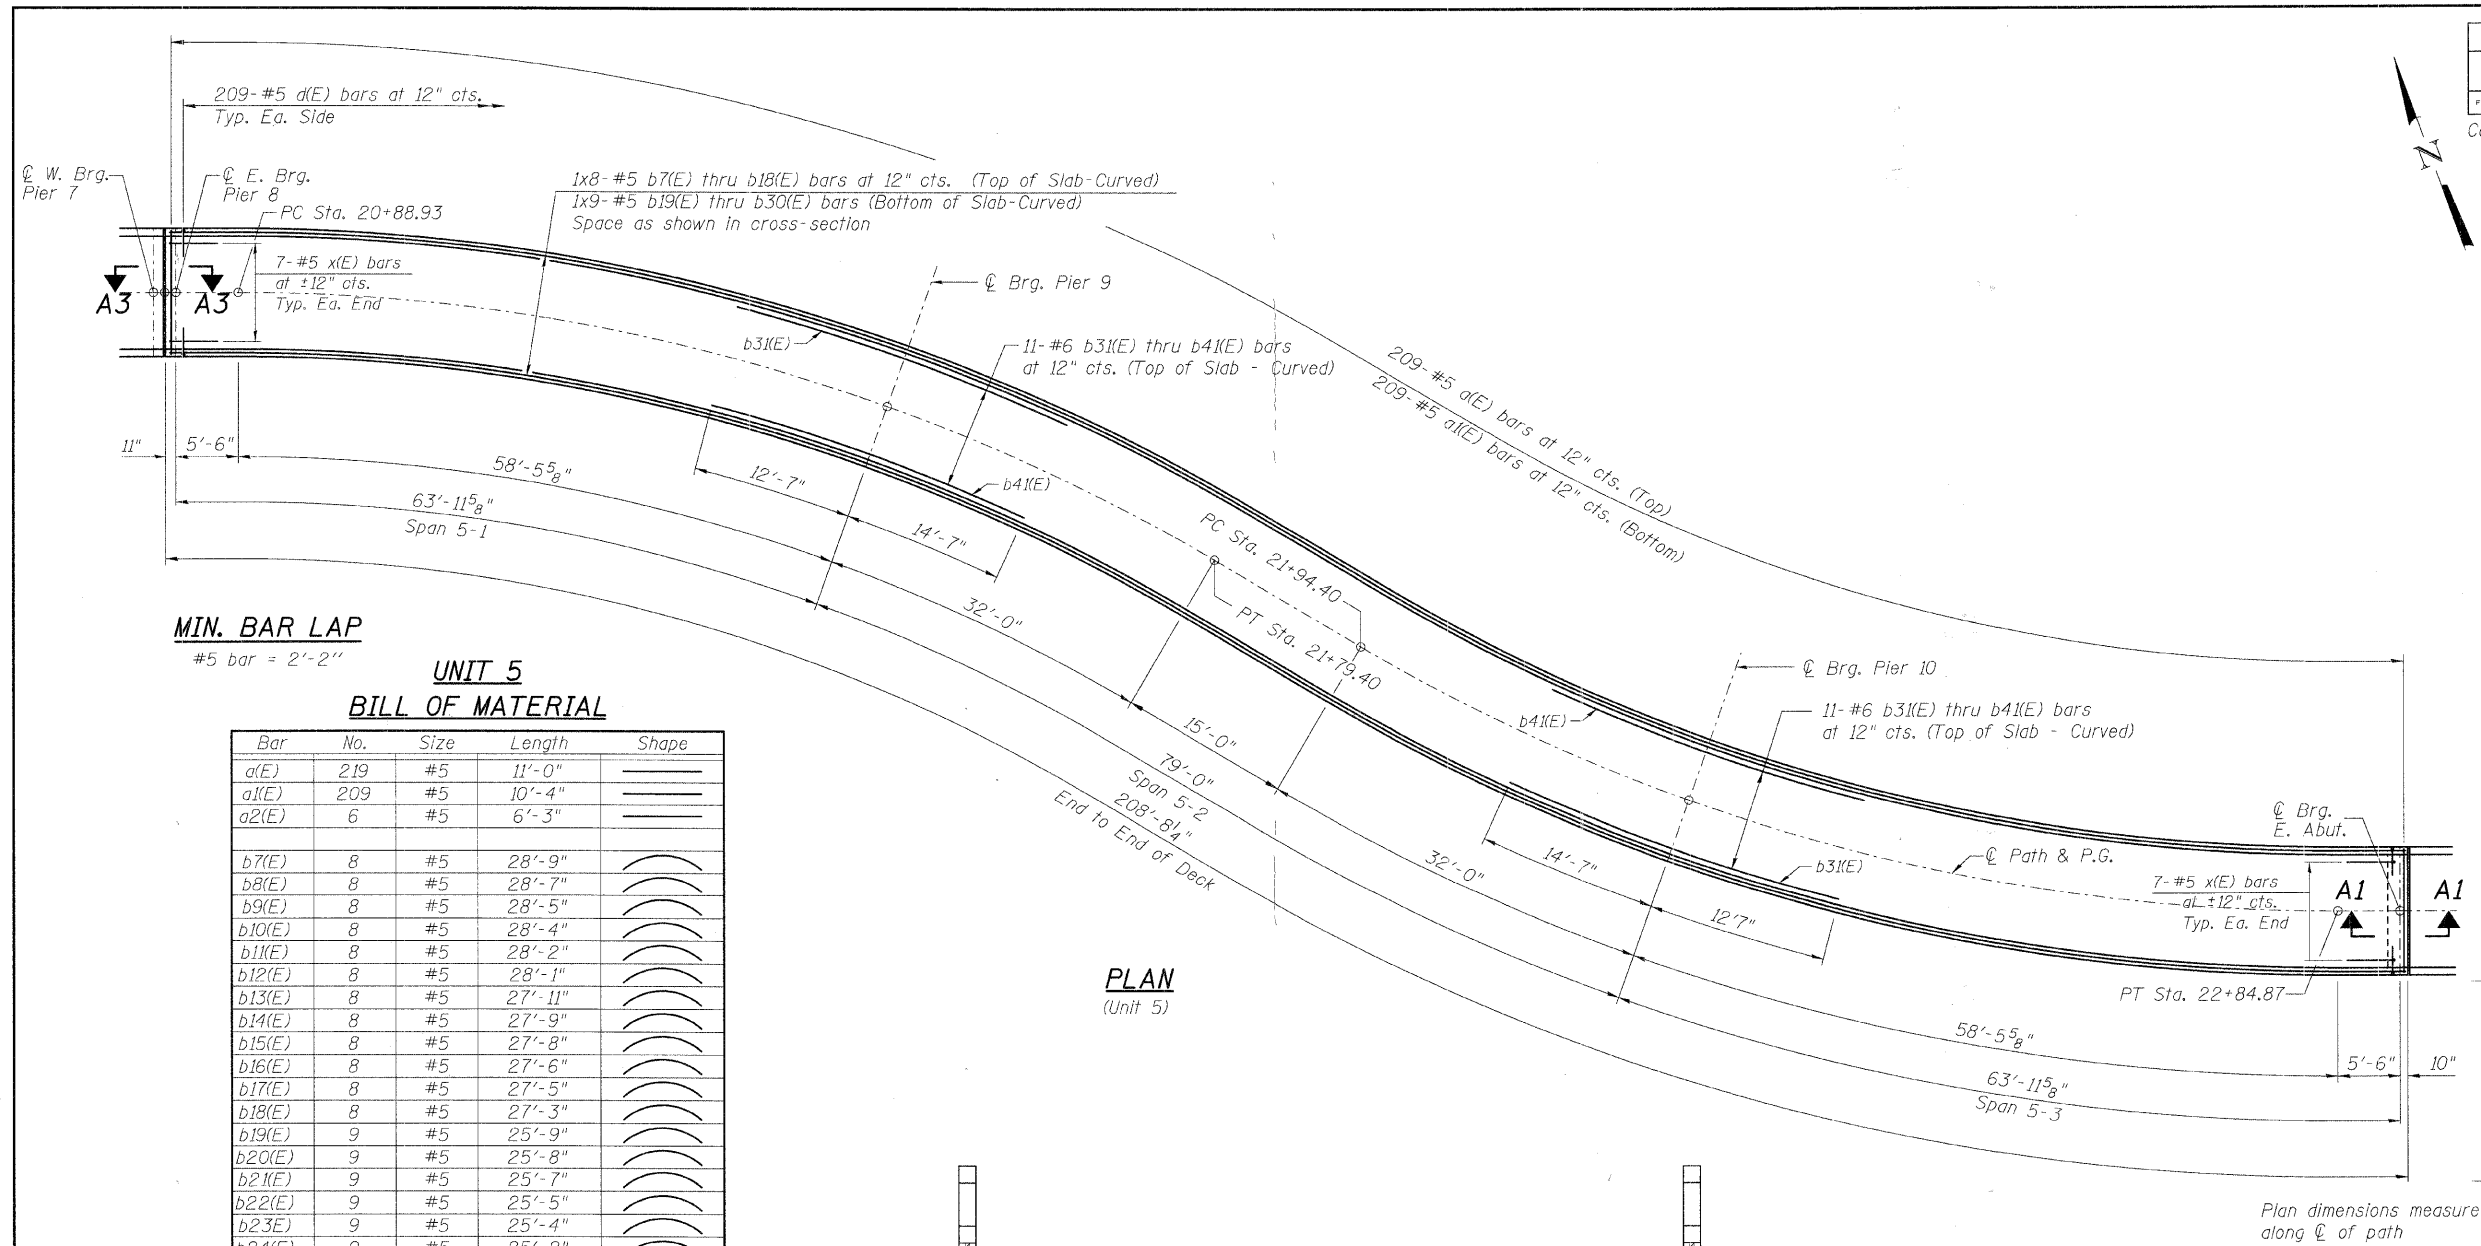 209-#5 d(E) bars at 12" cts.
Typ. Ea. Side
℄ W. Brg.
Pier 7
℄ E. Brg.
Pier 8
PC Sta. 20+88.93
1x8-#5 b7(E) thru b18(E) bars at 12" cts. (Top of Slab-Curved)
1x9-#5 b19(E) thru b30(E) bars (Bottom of Slab-Curved)
Space as shown in cross-section
7-#5 x(E) bars
at ±12" cts.
Typ. Ea. End
A3
A3
℄ Brg. Pier 9
b31(E)
11-#6 b31(E) thru b41(E) bars
at 12" cts. (Top of Slab - Curved)
N
209-#5 a(E) bars at 12" cts. (Top)
209-#5 a1(E) bars at 12" cts. (Bottom)
11"
5'-6"
58'-5 5/8"
63'-11 5/8"
Span 5-1
12'-7"
14'-7"
b41(E)
PC Sta. 21+94.40
PT Sta. 21+79.40
32'-0"
15'-0"
79'-0"
Span 5-2
208'-8 1/4"
End to End of Deck
℄ Brg. Pier 10
b41(E)
11-#6 b31(E) thru b41(E) bars
at 12" cts. (Top of Slab - Curved)
32'-0"
14'-7"
12'7"
b31(E)
℄ Path & P.G.
℄ Brg.
E. Abut.
7-#5 x(E) bars
at ±12" cts.
Typ. Ea. End
A1
A1
PT Sta. 22+84.87
58'-5 5/8"
5'-6"
10"
63'-11 5/8"
Span 5-3
PLAN
(Unit 5)
Plan dimensions measure
along ℄ of path
MIN. BAR LAP
#5 bar = 2'-2"
UNIT 5
BILL OF MATERIAL
Bar No. Size Length Shape
a(E) 219 #5 11'-0"
a1(E) 209 #5 10'-4"
a2(E) 6 #5 6'-3"
b7(E) 8 #5 28'-9"
b8(E) 8 #5 28'-7"
b9(E) 8 #5 28'-5"
b10(E) 8 #5 28'-4"
b11(E) 8 #5 28'-2"
b12(E) 8 #5 28'-1"
b13(E) 8 #5 27'-11"
b14(E) 8 #5 27'-9"
b15(E) 8 #5 27'-8"
b16(E) 8 #5 27'-6"
b17(E) 8 #5 27'-5"
b18(E) 8 #5 27'-3"
b19(E) 9 #5 25'-9"
b20(E) 9 #5 25'-8"
b21(E) 9 #5 25'-7"
b22(E) 9 #5 25'-5"
b23E) 9 #5 25'-4"